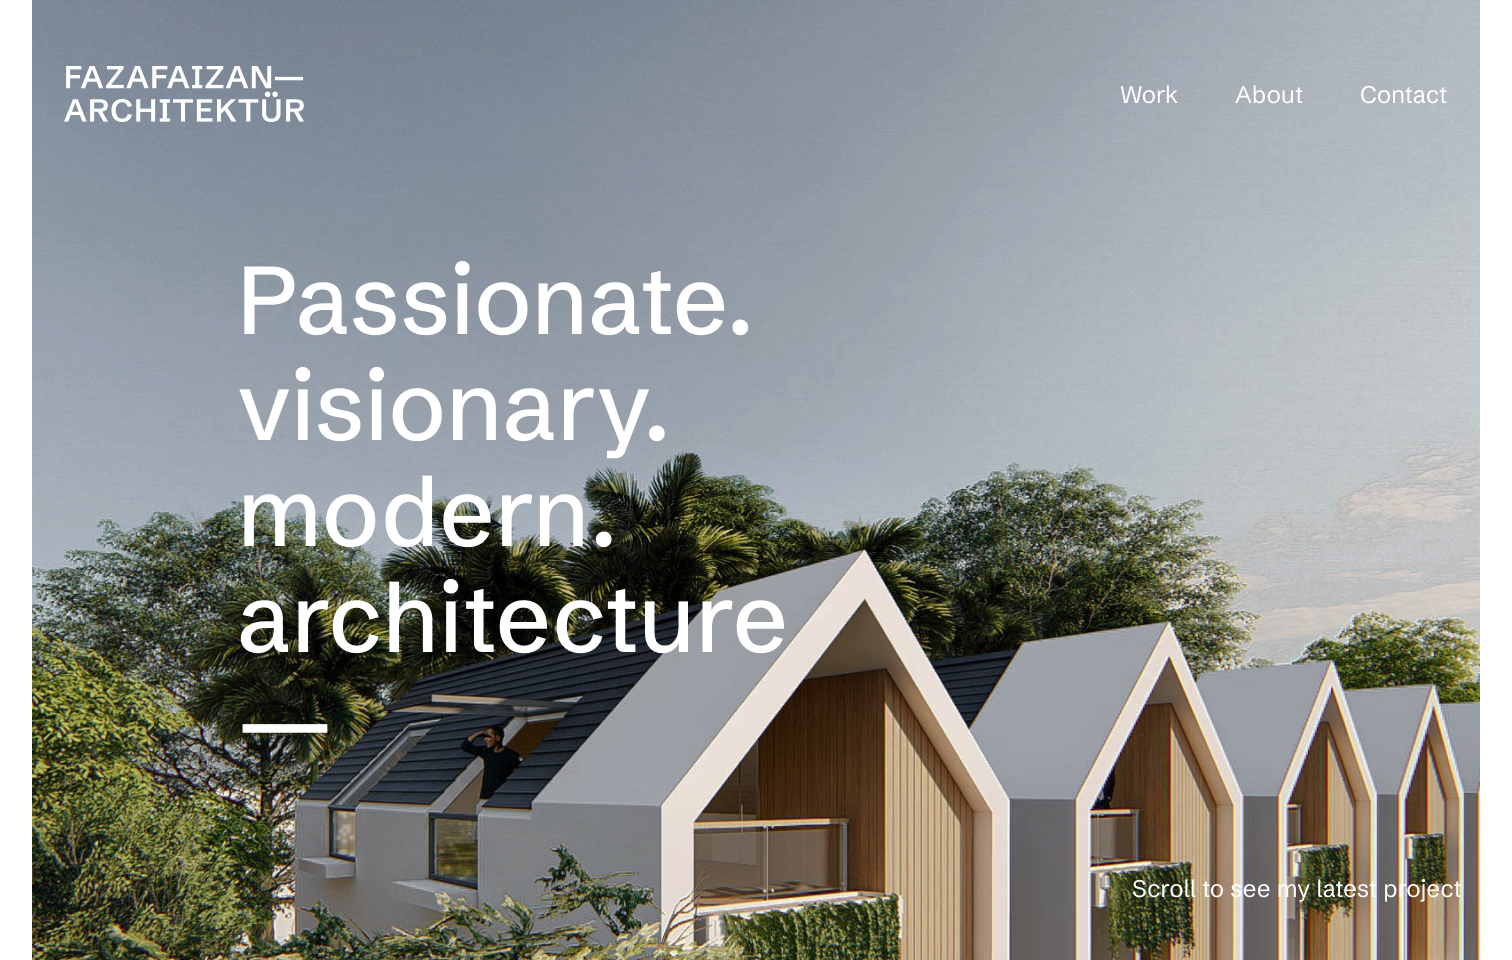 FAZAFAIZAN—
ARCHITEKTÜR
Work
About
Contact
Passionate.
visionary.
modern.
architecture
—
Scroll to see my latest project